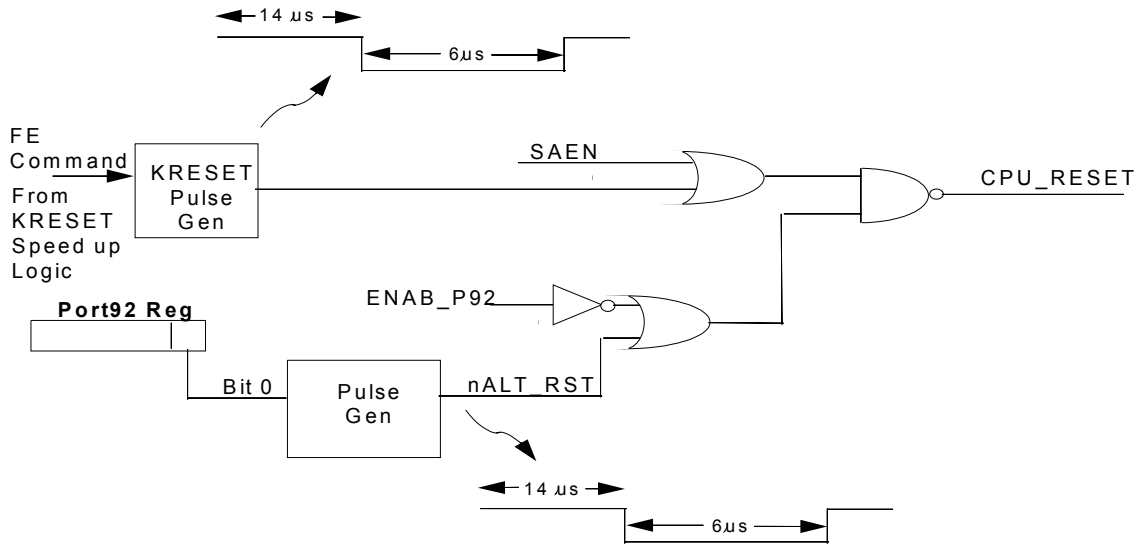 14 µs
6µs
FE
Command
From
KRESET
Speed up
Logic
KRESET
Pulse
Gen
SAEN
CPU_RESET
ENAB_P92
Port92 Reg
Bit 0
Pulse
Gen
nALT_RST
14 µs
6µs